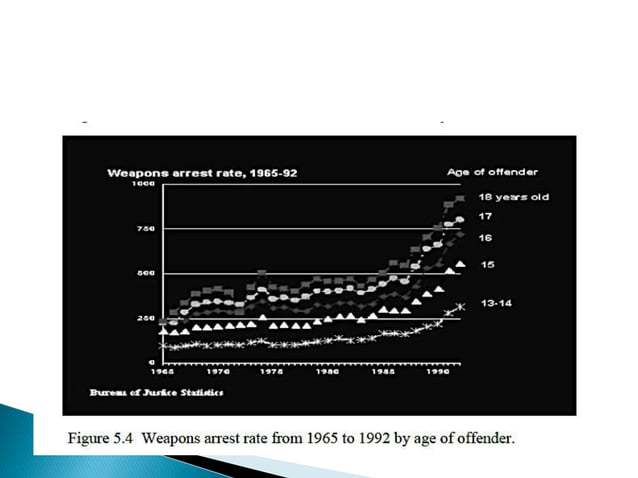 Weapons arrest rate, 1965-92
Age of offender
1000
18 years old
17
750
16
500
15
13-14
250
0
1965 1970 1975 1980 1985 1990
Bureau of Justice Statistics
Figure 5.4 Weapons arrest rate from 1965 to 1992 by age of offender.